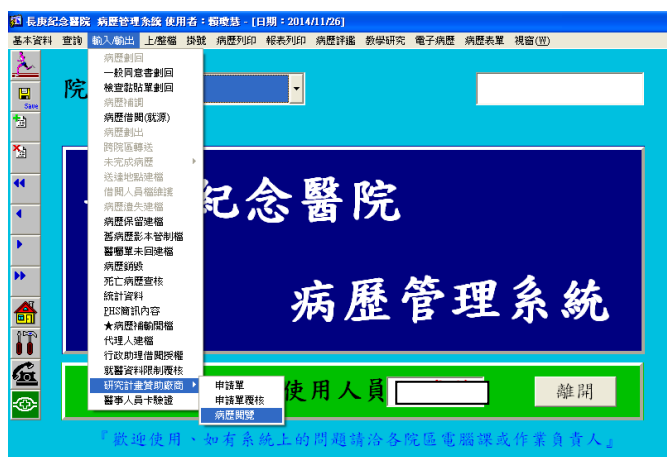 長庚紀念醫院 病歷管理系統 使用者：賴瓊慧 - [日期：2014/11/26]
基本資料 查詢 輸入/輸出 上/整檔 掛號 病歷列印 報表列印 病歷評鑑 教學研究 電子病歷 病歷表單 視窗(W)
Save
院
病歷劃回
一般同意書劃回
檢查黏貼單劃回
病歷補調
病歷借閱(就源)
病歷劃出
跨院區轉送
未完成病歷
送達地點建檔
借閱人員檔維護
病歷遺失建檔
病歷保留建檔
舊病歷影本管制檔
醫囑單未回建檔
病歷銷毀
死亡病歷查核
統計資料
PHS簡訊內容
★病歷補輸開檔
代理人建檔
行政助理借閱授權
就醫資料限制覆核
研究計畫贊助廠商
醫事人員卡驗證
申請單
申請單覆核
病歷閱覽
紀念醫院
病歷管理系統
使用人員
離開
『歡迎使用、如有系統上的問題請洽各院區電腦課或作業負責人』